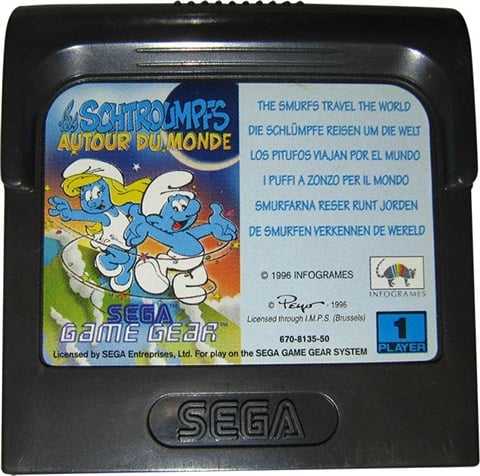 Les
SCHTROUMPFS
AUTOUR DU MONDE
THE SMURFS TRAVEL THE WORLD
DIE SCHLÜMPFE REISEN UM DIE WELT
LOS PITUFOS VIAJAN POR EL MUNDO
I PUFFI A ZONZO PER IL MONDO
SMURFARNA RESER RUNT JORDEN
DE SMURFEN VERKENNEN DE WERELD
© 1996 INFOGRAMES
INFOGRAMES
© Peyo - 1996
Licensed through I.M.P.S. (Brussels)
SEGA™
GAME GEAR™
670-8135-50
1
PLAYER
Licensed by SEGA Entreprises, Ltd. For play on the SEGA GAME GEAR SYSTEM
SEGA